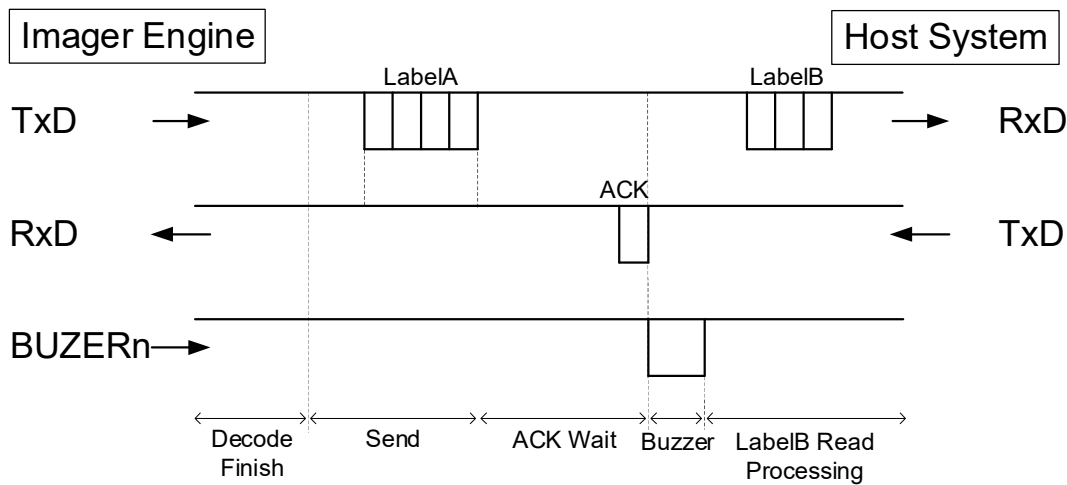 Imager Engine
Host System
LabelA
LabelB
TxD
RxD
ACK
RxD
TxD
BUZERn
Decode
Finish
Send
ACK Wait
Buzzer
LabelB Read
Processing